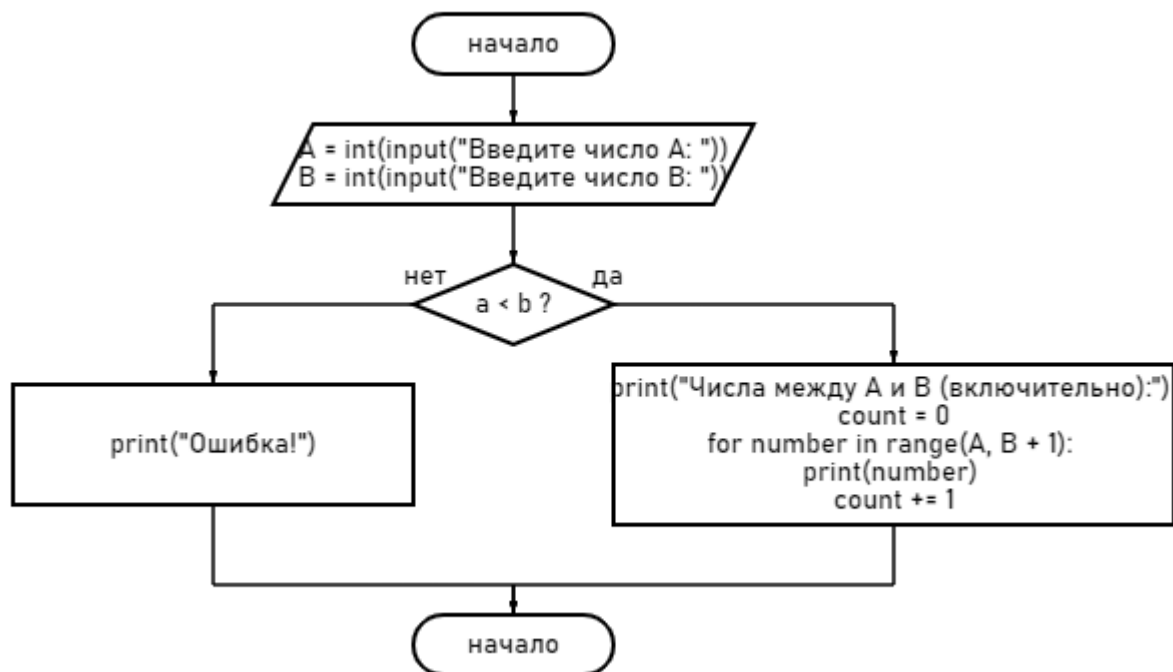 начало
A = int(input("Введите число A: "))
B = int(input("Введите число B: "))
нет
да
a < b ?
print("Ошибка!")
print("Числа между A и B (включительно):")
count = 0
for number in range(A, B + 1):
print(number)
count += 1
начало